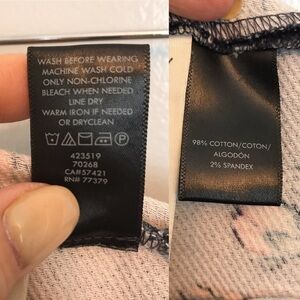 WASH BEFORE WEARING
MACHINE WASH COLD
ONLY NON-CHLORINE
BLEACH WHEN NEEDED
LINE DRY
WARM IRON IF NEEDED
OR DRYCLEAN
423519
70268
CA#57421
RN# 77379
98% COTTON/COTON/
ALGODÓN
2% SPANDEX